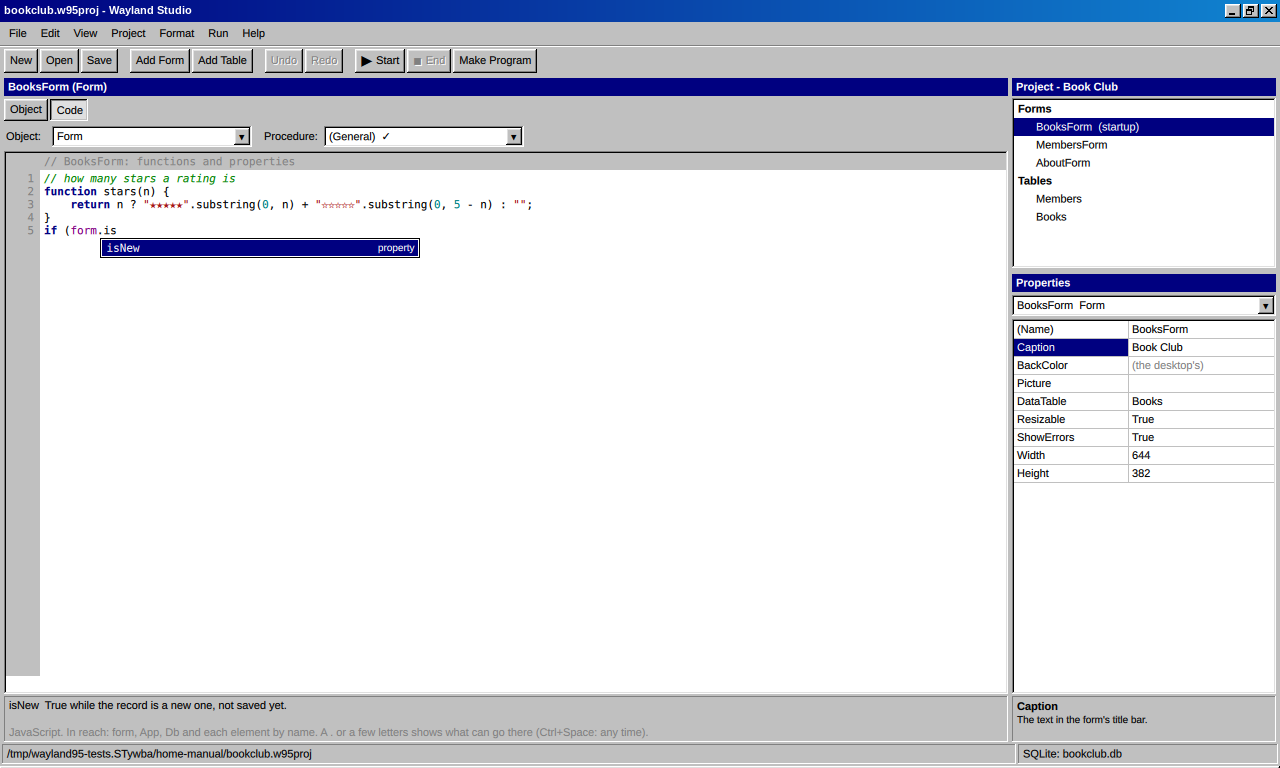 bookclub.w95proj - Wayland Studio
File Edit View Project Format Run Help
New Open Save Add Form Add Table Undo Redo ▶ Start ■ End Make Program
BooksForm (Form)
Object Code
Object: Form Procedure: (General) ✓
// BooksForm: functions and properties
1 // how many stars a rating is
2 function stars(n) {
3     return n ? "★★★★★".substring(0, n) + "☆☆☆☆☆".substring(0, 5 - n) : "";
4 }
5 if (form.is
isNew property
isNew  True while the record is a new one, not saved yet.
JavaScript. In reach: form, App, Db and each element by name. A . or a few letters shows what can go there (Ctrl+Space: any time).
Project - Book Club
Forms
BooksForm  (startup)
MembersForm
AboutForm
Tables
Members
Books
Properties
BooksForm  Form
(Name) BooksForm
Caption Book Club
BackColor (the desktop's)
Picture
DataTable Books
Resizable True
ShowErrors True
Width 644
Height 382
Caption
The text in the form's title bar.
/tmp/wayland95-tests.STywba/home-manual/bookclub.w95proj
SQLite: bookclub.db